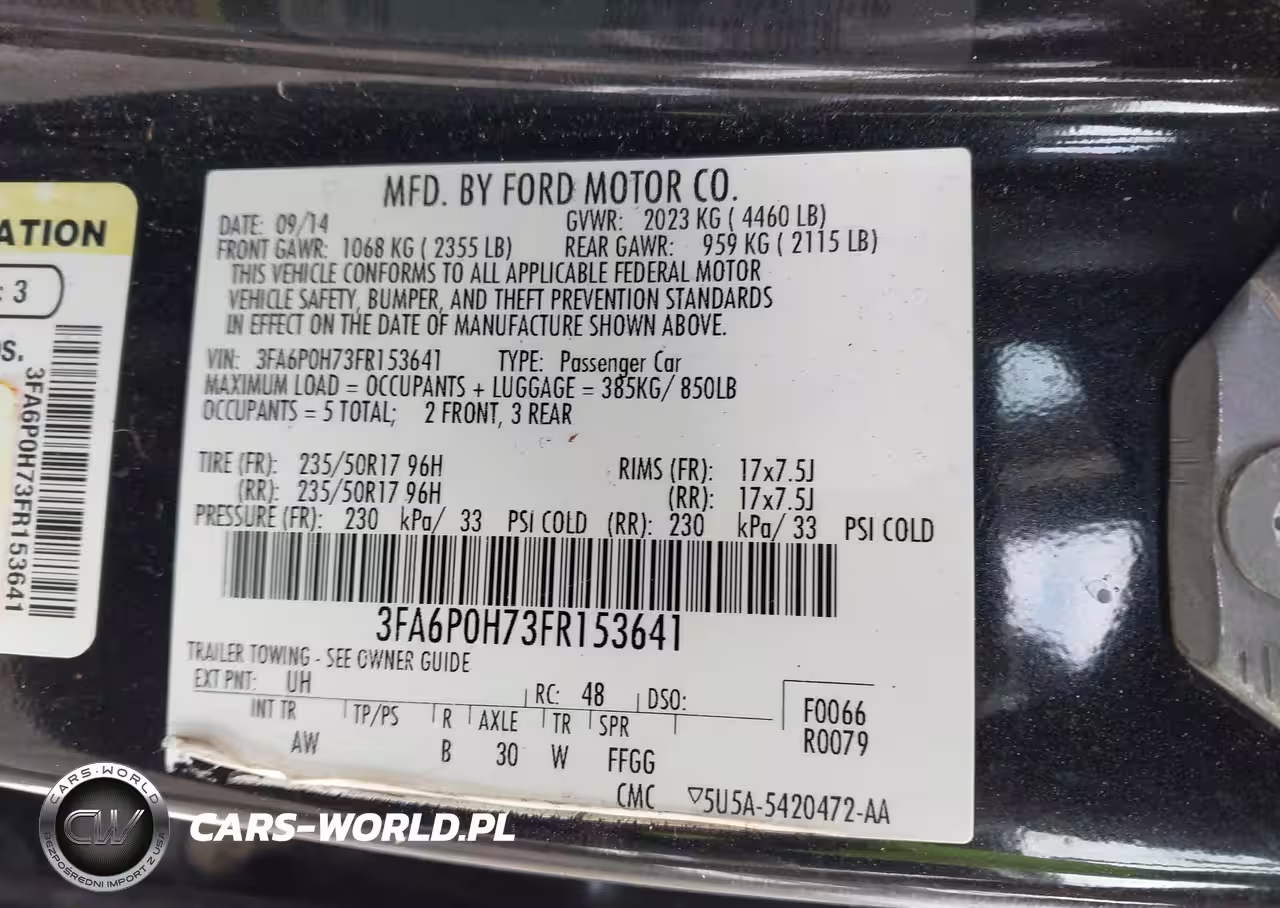 MFD. BY FORD MOTOR CO.
DATE: 09/14 GVWR: 2023 KG ( 4460 LB)
FRONT GAWR: 1068 KG ( 2355 LB) REAR GAWR: 959 KG ( 2115 LB)
THIS VEHICLE CONFORMS TO ALL APPLICABLE FEDERAL MOTOR
VEHICLE SAFETY, BUMPER, AND THEFT PREVENTION STANDARDS
IN EFFECT ON THE DATE OF MANUFACTURE SHOWN ABOVE.
VIN: 3FA6P0H73FR153641 TYPE: Passenger Car
MAXIMUM LOAD = OCCUPANTS + LUGGAGE = 385KG/ 850LB
OCCUPANTS = 5 TOTAL; 2 FRONT, 3 REAR
TIRE (FR): 235/50R17 96H RIMS (FR): 17x7.5J
(RR): 235/50R17 96H (RR): 17x7.5J
PRESSURE (FR): 230 kPa/ 33 PSI COLD (RR): 230 kPa/ 33 PSI COLD
3FA6P0H73FR153641
TRAILER TOWING - SEE OWNER GUIDE
EXT PNT: UH RC: 48 DSO:
INT TR TP/PS R AXLE TR SPR
AW B 30 W FFGG
F0066
R0079
CMC ▽5U5A-5420472-AA
ATION
: 3
S.
3FA6P0H73FR153641
CARS-WORLD
CW
BEZPOŚREDNI IMPORT Z USA
CARS-WORLD.PL